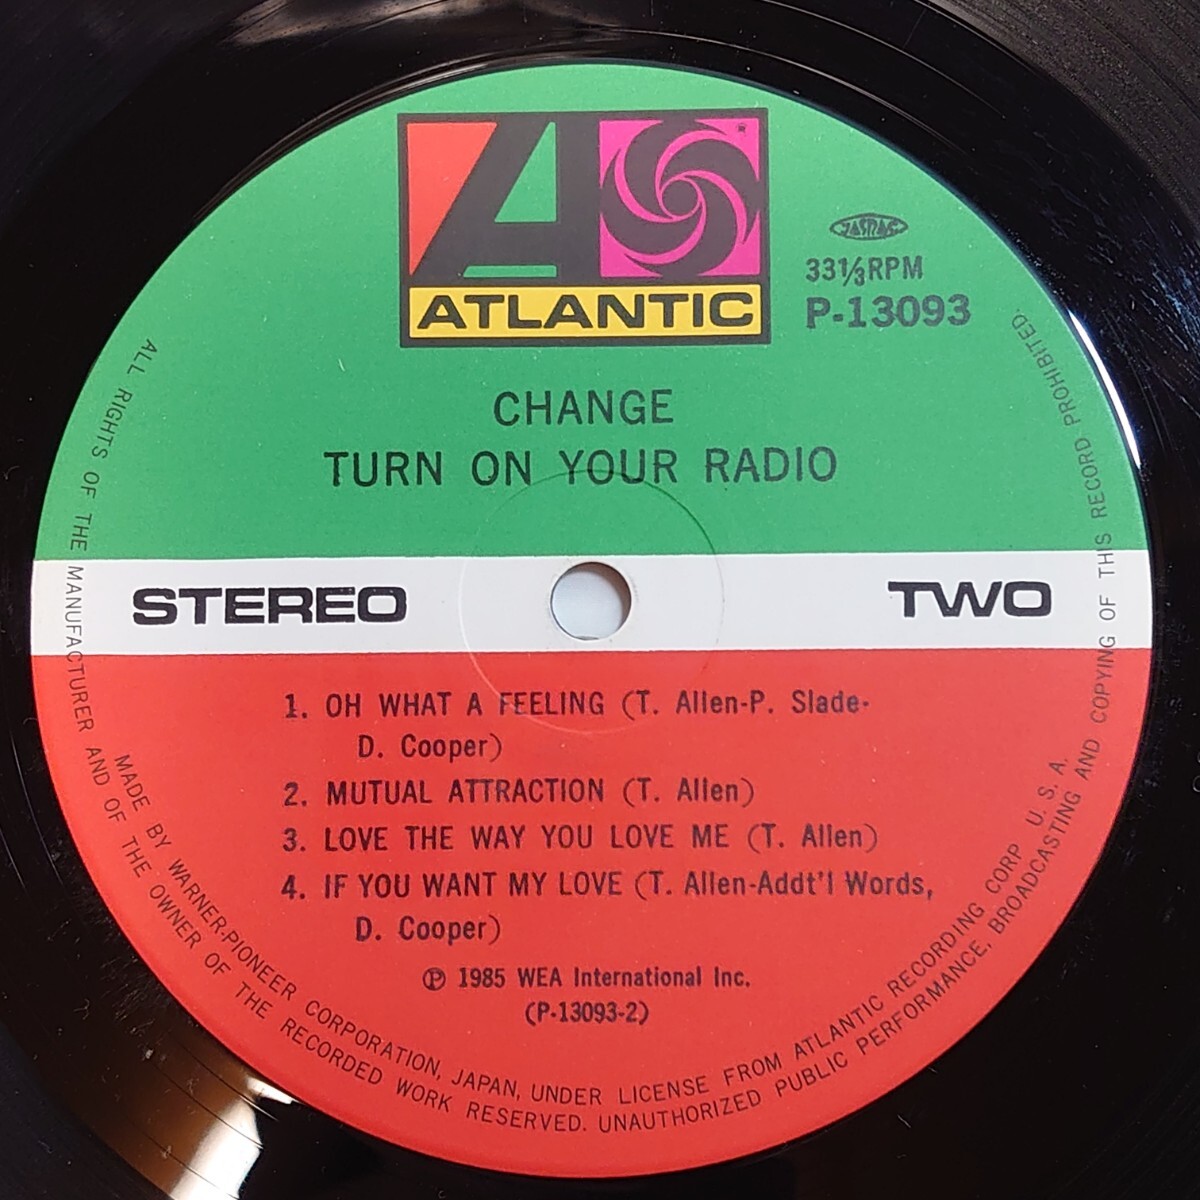 ATLANTIC
JASRAC
33⅓RPM
P-13093
CHANGE
TURN ON YOUR RADIO
STEREO
TWO
1. OH WHAT A FEELING (T. Allen-P. Slade-
D. Cooper)
2. MUTUAL ATTRACTION (T. Allen)
3. LOVE THE WAY YOU LOVE ME (T. Allen)
4. IF YOU WANT MY LOVE (T. Allen-Addt'l Words,
D. Cooper)
Ⓟ 1985 WEA International Inc.
(P-13093-2)
MADE BY WARNER-PIONEER CORPORATION, JAPAN, UNDER LICENSE FROM ATLANTIC RECORDING CORP. U. S. A.
ALL RIGHTS OF THE MANUFACTURER AND OF THE OWNER OF THE RECORDED WORK RESERVED. UNAUTHORIZED PUBLIC PERFORMANCE, BROADCASTING AND COPYING OF THIS RECORD PROHIBITED.